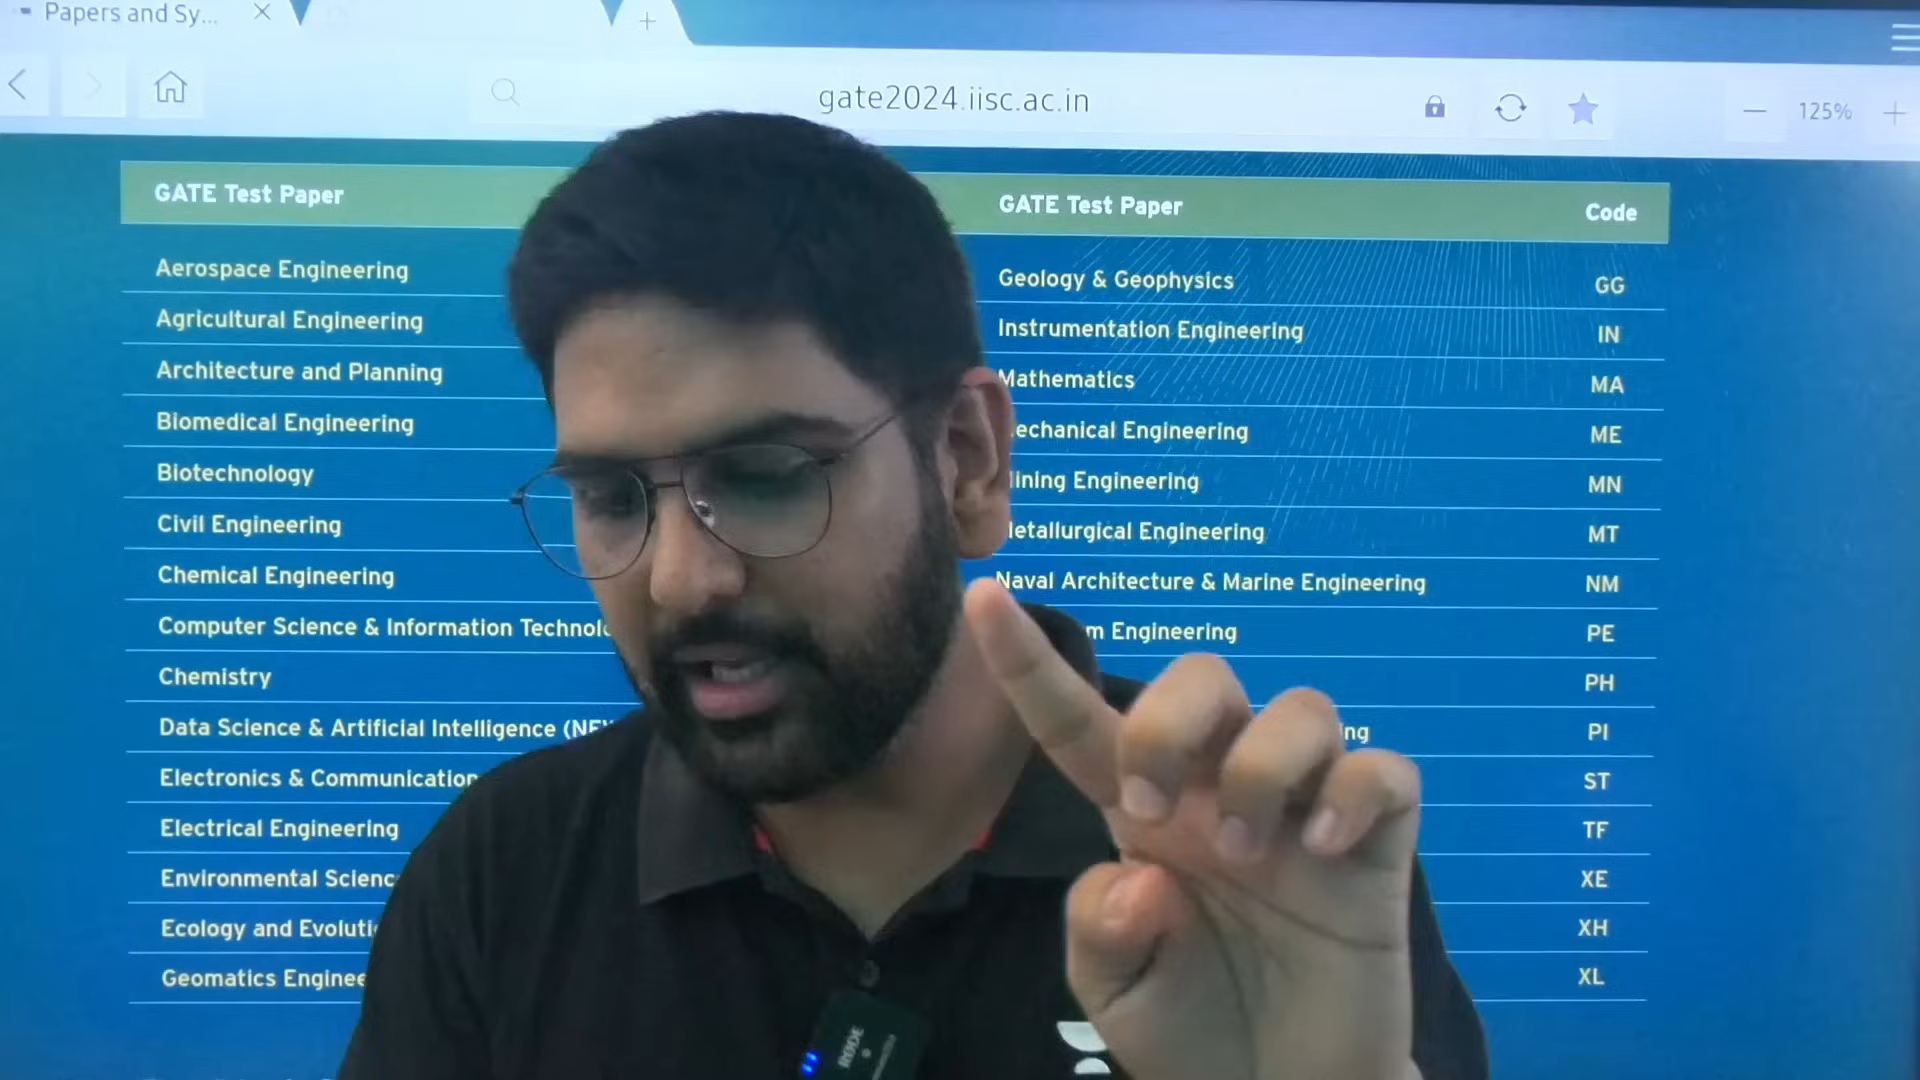 Papers and Sy...
gate2024.iisc.ac.in
125%
GATE Test Paper
Aerospace Engineering
Agricultural Engineering
Architecture and Planning
Biomedical Engineering
Biotechnology
Civil Engineering
Chemical Engineering
Computer Science & Information Technolo
Chemistry
Data Science & Artificial Intelligence (NEW
Electronics & Communication
Electrical Engineering
Environmental Scienc
Ecology and Evoluti
Geomatics Enginee
GATE Test Paper Code
Geology & Geophysics GG
Instrumentation Engineering IN
Mathematics MA
echanical Engineering ME
ining Engineering MN
etallurgical Engineering MT
Naval Architecture & Marine Engineering NM
m Engineering PE
PH
ng PI
ST
TF
XE
XH
XL
RØDE